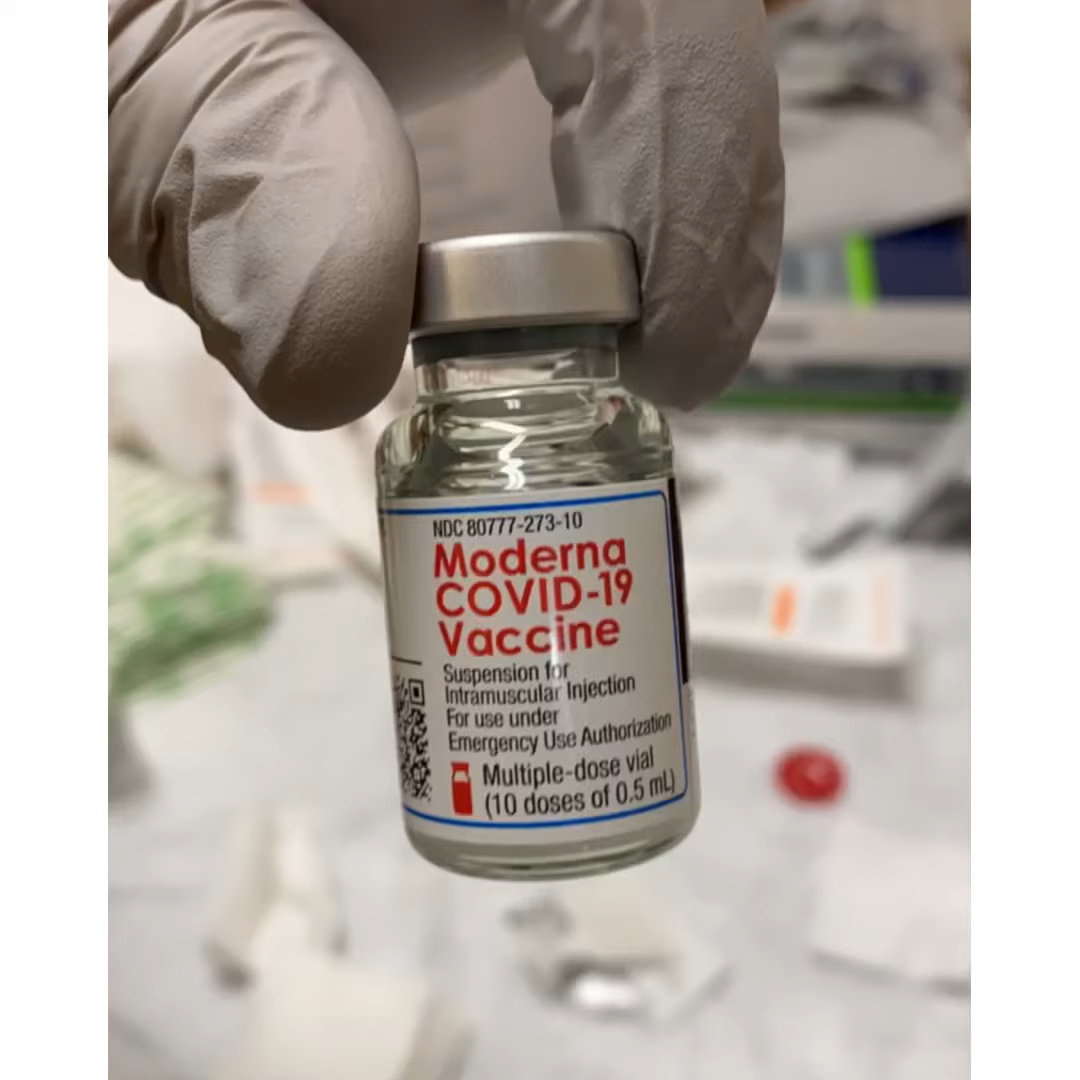 NDC 80777-273-10
Moderna
COVID-19
Vaccine
Suspension for
Intramuscular Injection
For use under
Emergency Use Authorization
Multiple-dose vial
(10 doses of 0.5 mL)